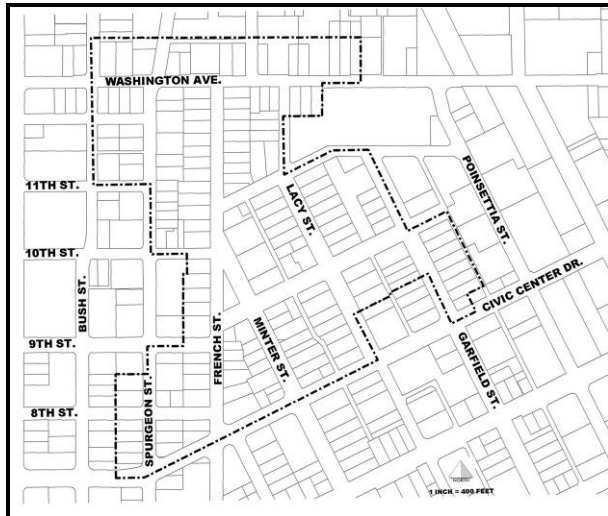 WASHINGTON AVE.
11TH ST.
LACY ST.
POINSETTIA ST.
10TH ST.
CIVIC CENTER DR.
BUSH ST.
FRENCH ST.
MINTER ST.
9TH ST.
GARFIELD ST.
SPURGEON ST.
8TH ST.
NORTH
1 INCH = 400 FEET